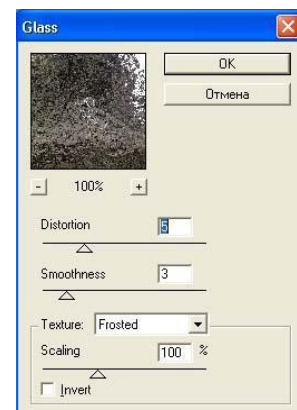 Glass
OK
Отмена
- 100% +
Distortion 5
Smoothness 3
Texture: Frosted
Scaling 100 %
Invert